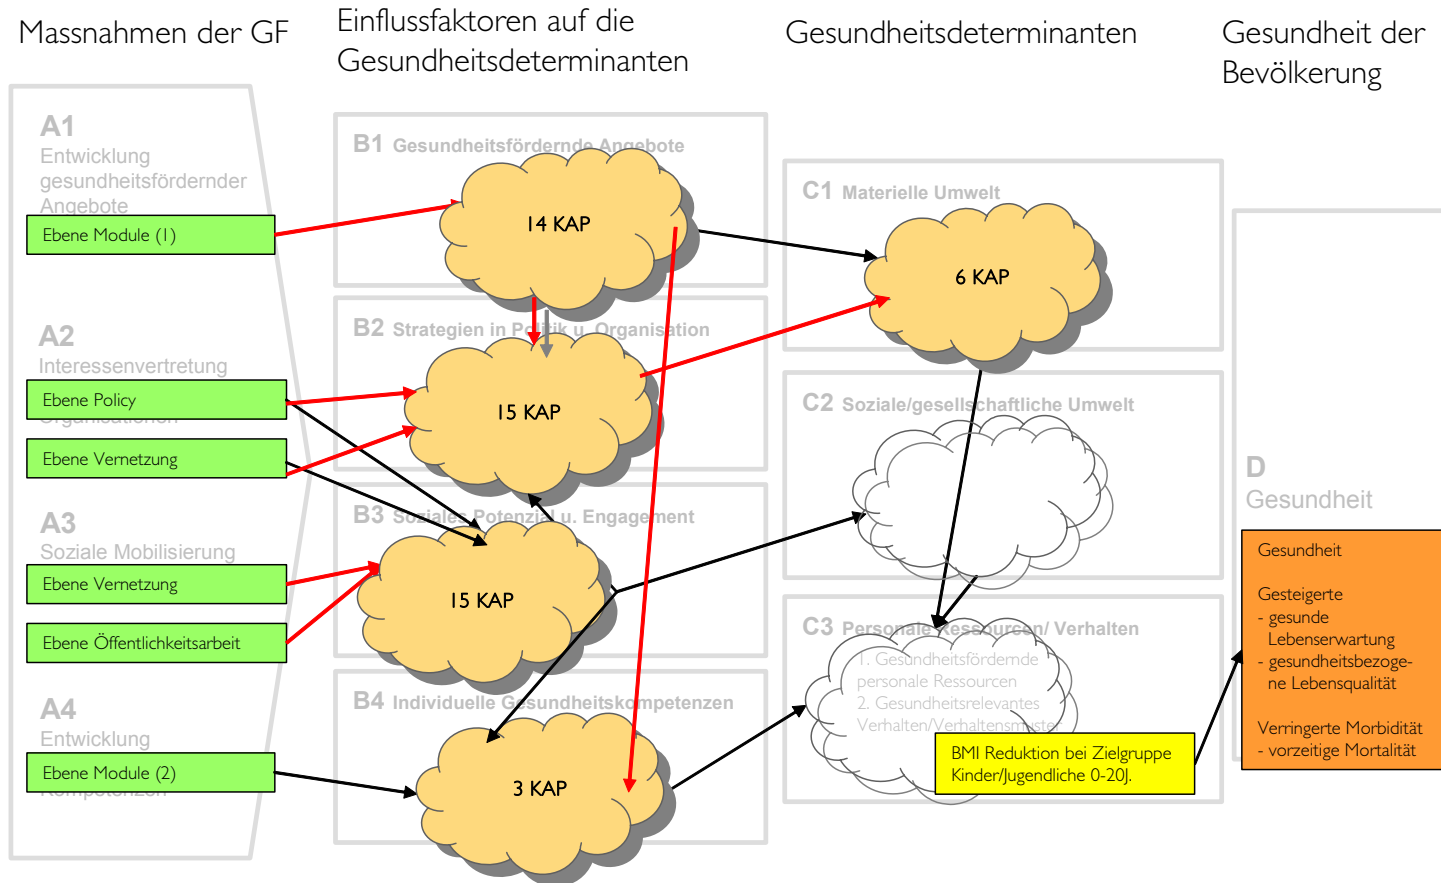 Massnahmen der GF
Einflussfaktoren auf die
Gesundheitsdeterminanten
Gesundheitsdeterminanten
Gesundheit der
Bevölkerung
A1
Entwicklung
gesundheitsfördernder
Angebote
Ebene Module (1)
A2
Interessenvertretung
Ebene Policy
Organisationen
Ebene Vernetzung
A3
Soziale Mobilisierung
Ebene Vernetzung
Ebene Öffentlichkeitsarbeit
A4
Entwicklung
Ebene Module (2)
Kompetenzen
B1 Gesundheitsfördernde Angebote
14 KAP
B2 Strategien in Politik u. Organisation
15 KAP
B3 Soziales Potenzial u. Engagement
15 KAP
B4 Individuelle Gesundheitskompetenzen
3 KAP
C1 Materielle Umwelt
6 KAP
C2 Soziale/gesellschaftliche Umwelt
C3 Personale Ressourcen/ Verhalten
1. Gesundheitsfördernde
personale Ressourcen
2. Gesundheitsrelevantes
Verhalten/Verhaltensmuster
BMI Reduktion bei Zielgruppe
Kinder/Jugendliche 0-20J.
D
Gesundheit
Gesundheit
Gesteigerte
- gesunde
Lebenserwartung
- gesundheitsbezoge-
ne Lebensqualität
Verringerte Morbidität
- vorzeitige Mortalität